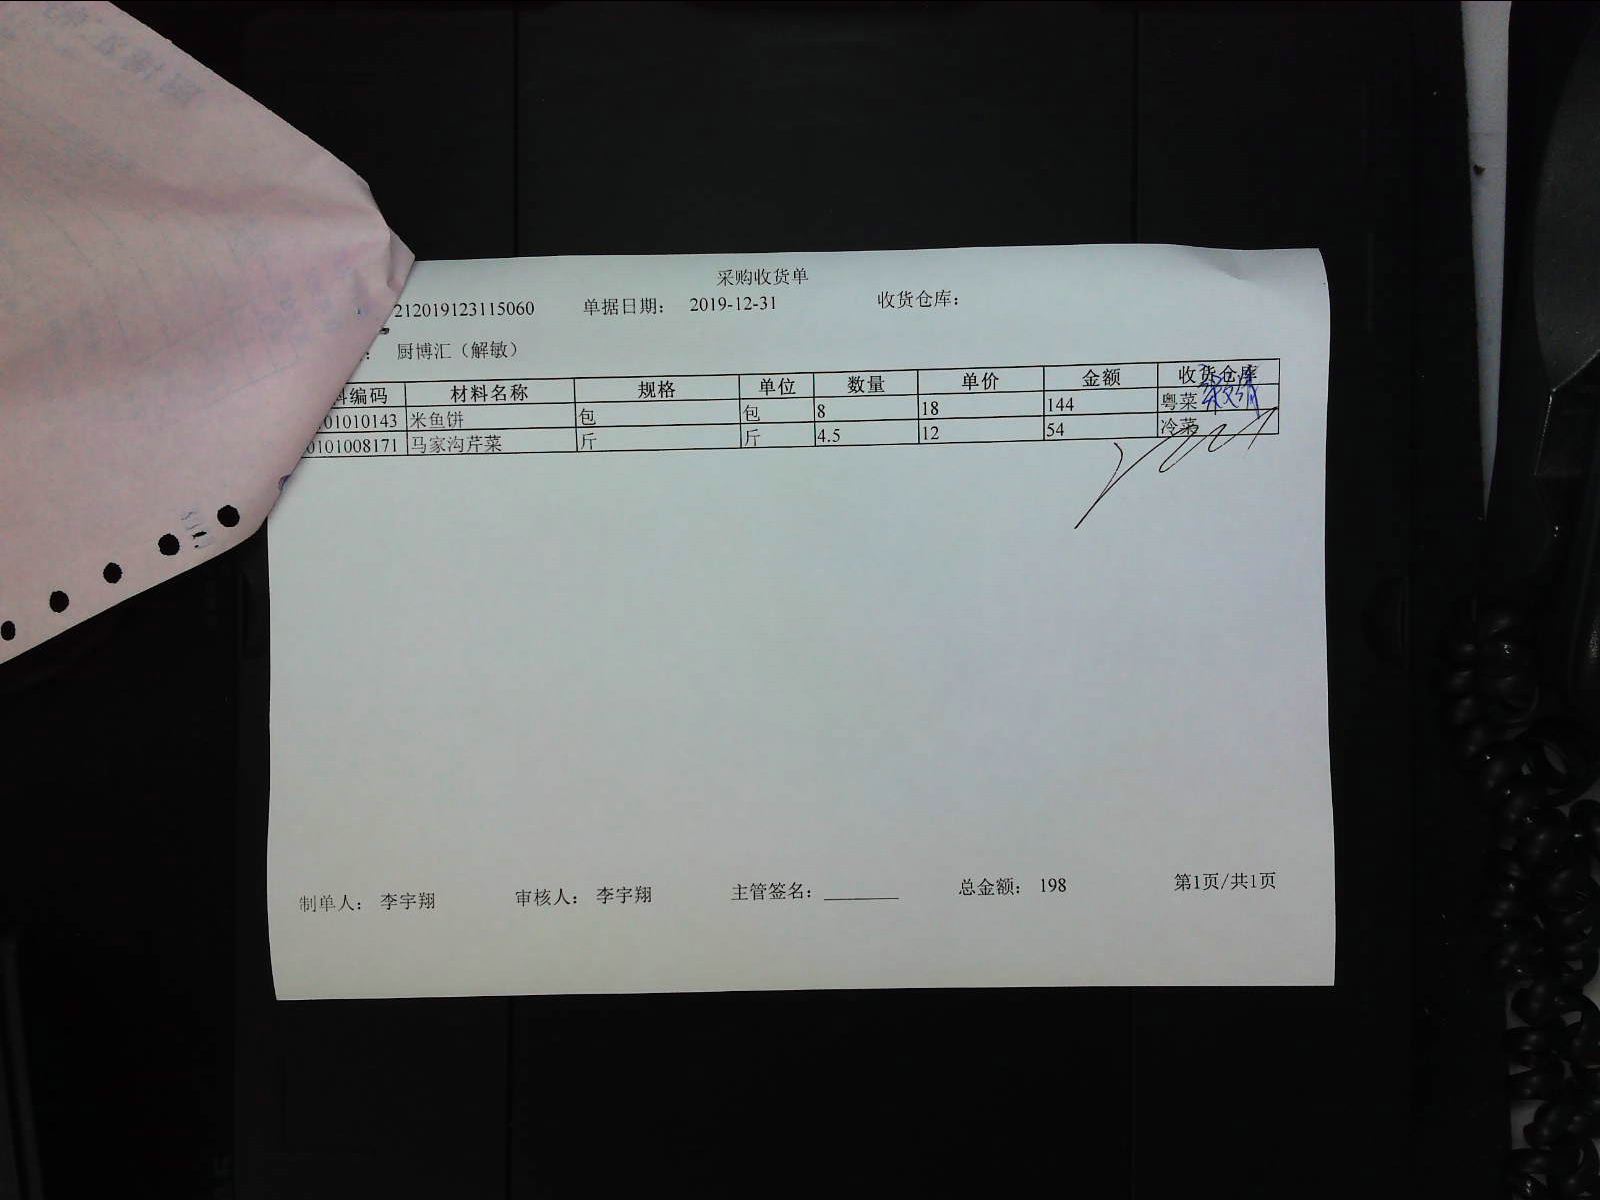 采购收货单
212019123115060 单据日期： 2019-12-31 收货仓库：
： 厨博汇（解敏）
料编码 材料名称 规格 单位 数量 单价 金额 收货仓库
01010143 米鱼饼 包 包 8 18 144 粤菜
0101008171 马家沟芹菜 斤 斤 4.5 12 54 冷菜
制单人： 李宇翔 审核人： 李宇翔 主管签名： 总金额： 198 第1页/共1页